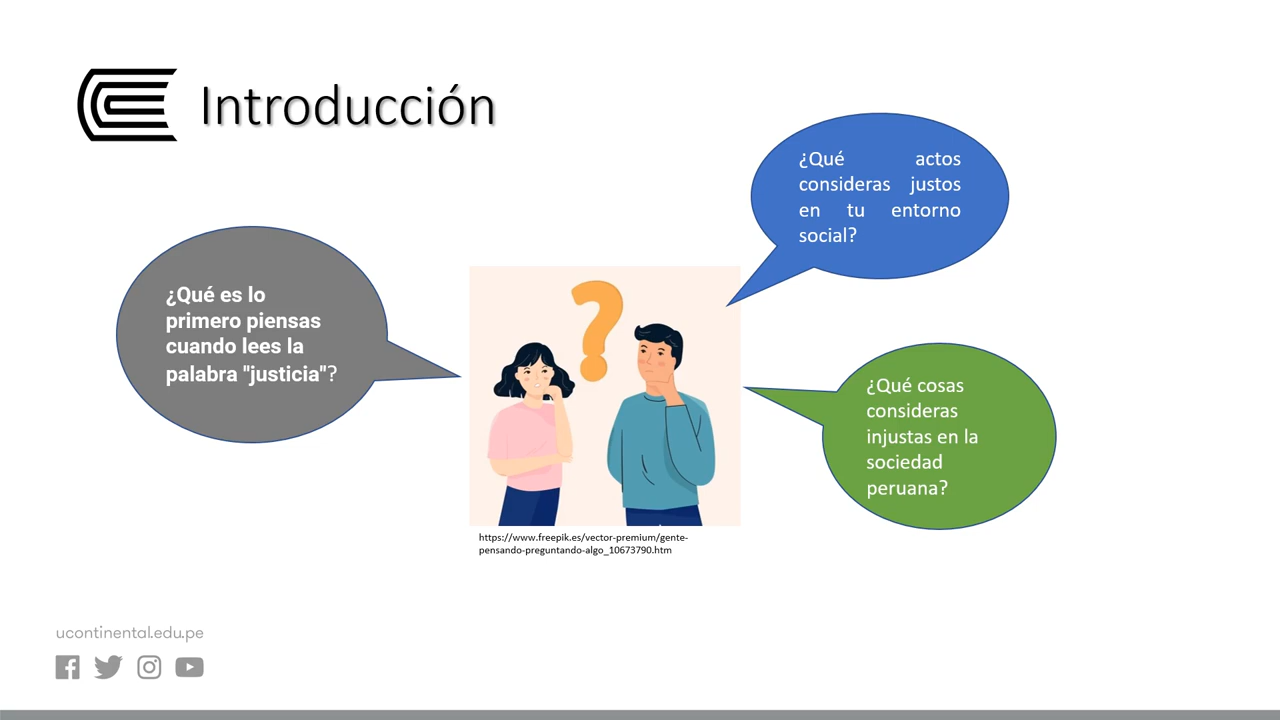 Introducción
¿Qué actos
consideras justos
en tu entorno
social?
¿Qué es lo
primero piensas
cuando lees la
palabra "justicia"?
¿Qué cosas
consideras
injustas en la
sociedad
peruana?
https://www.freepik.es/vector-premium/gente-
pensando-preguntando-algo_10673790.htm
ucontinental.edu.pe